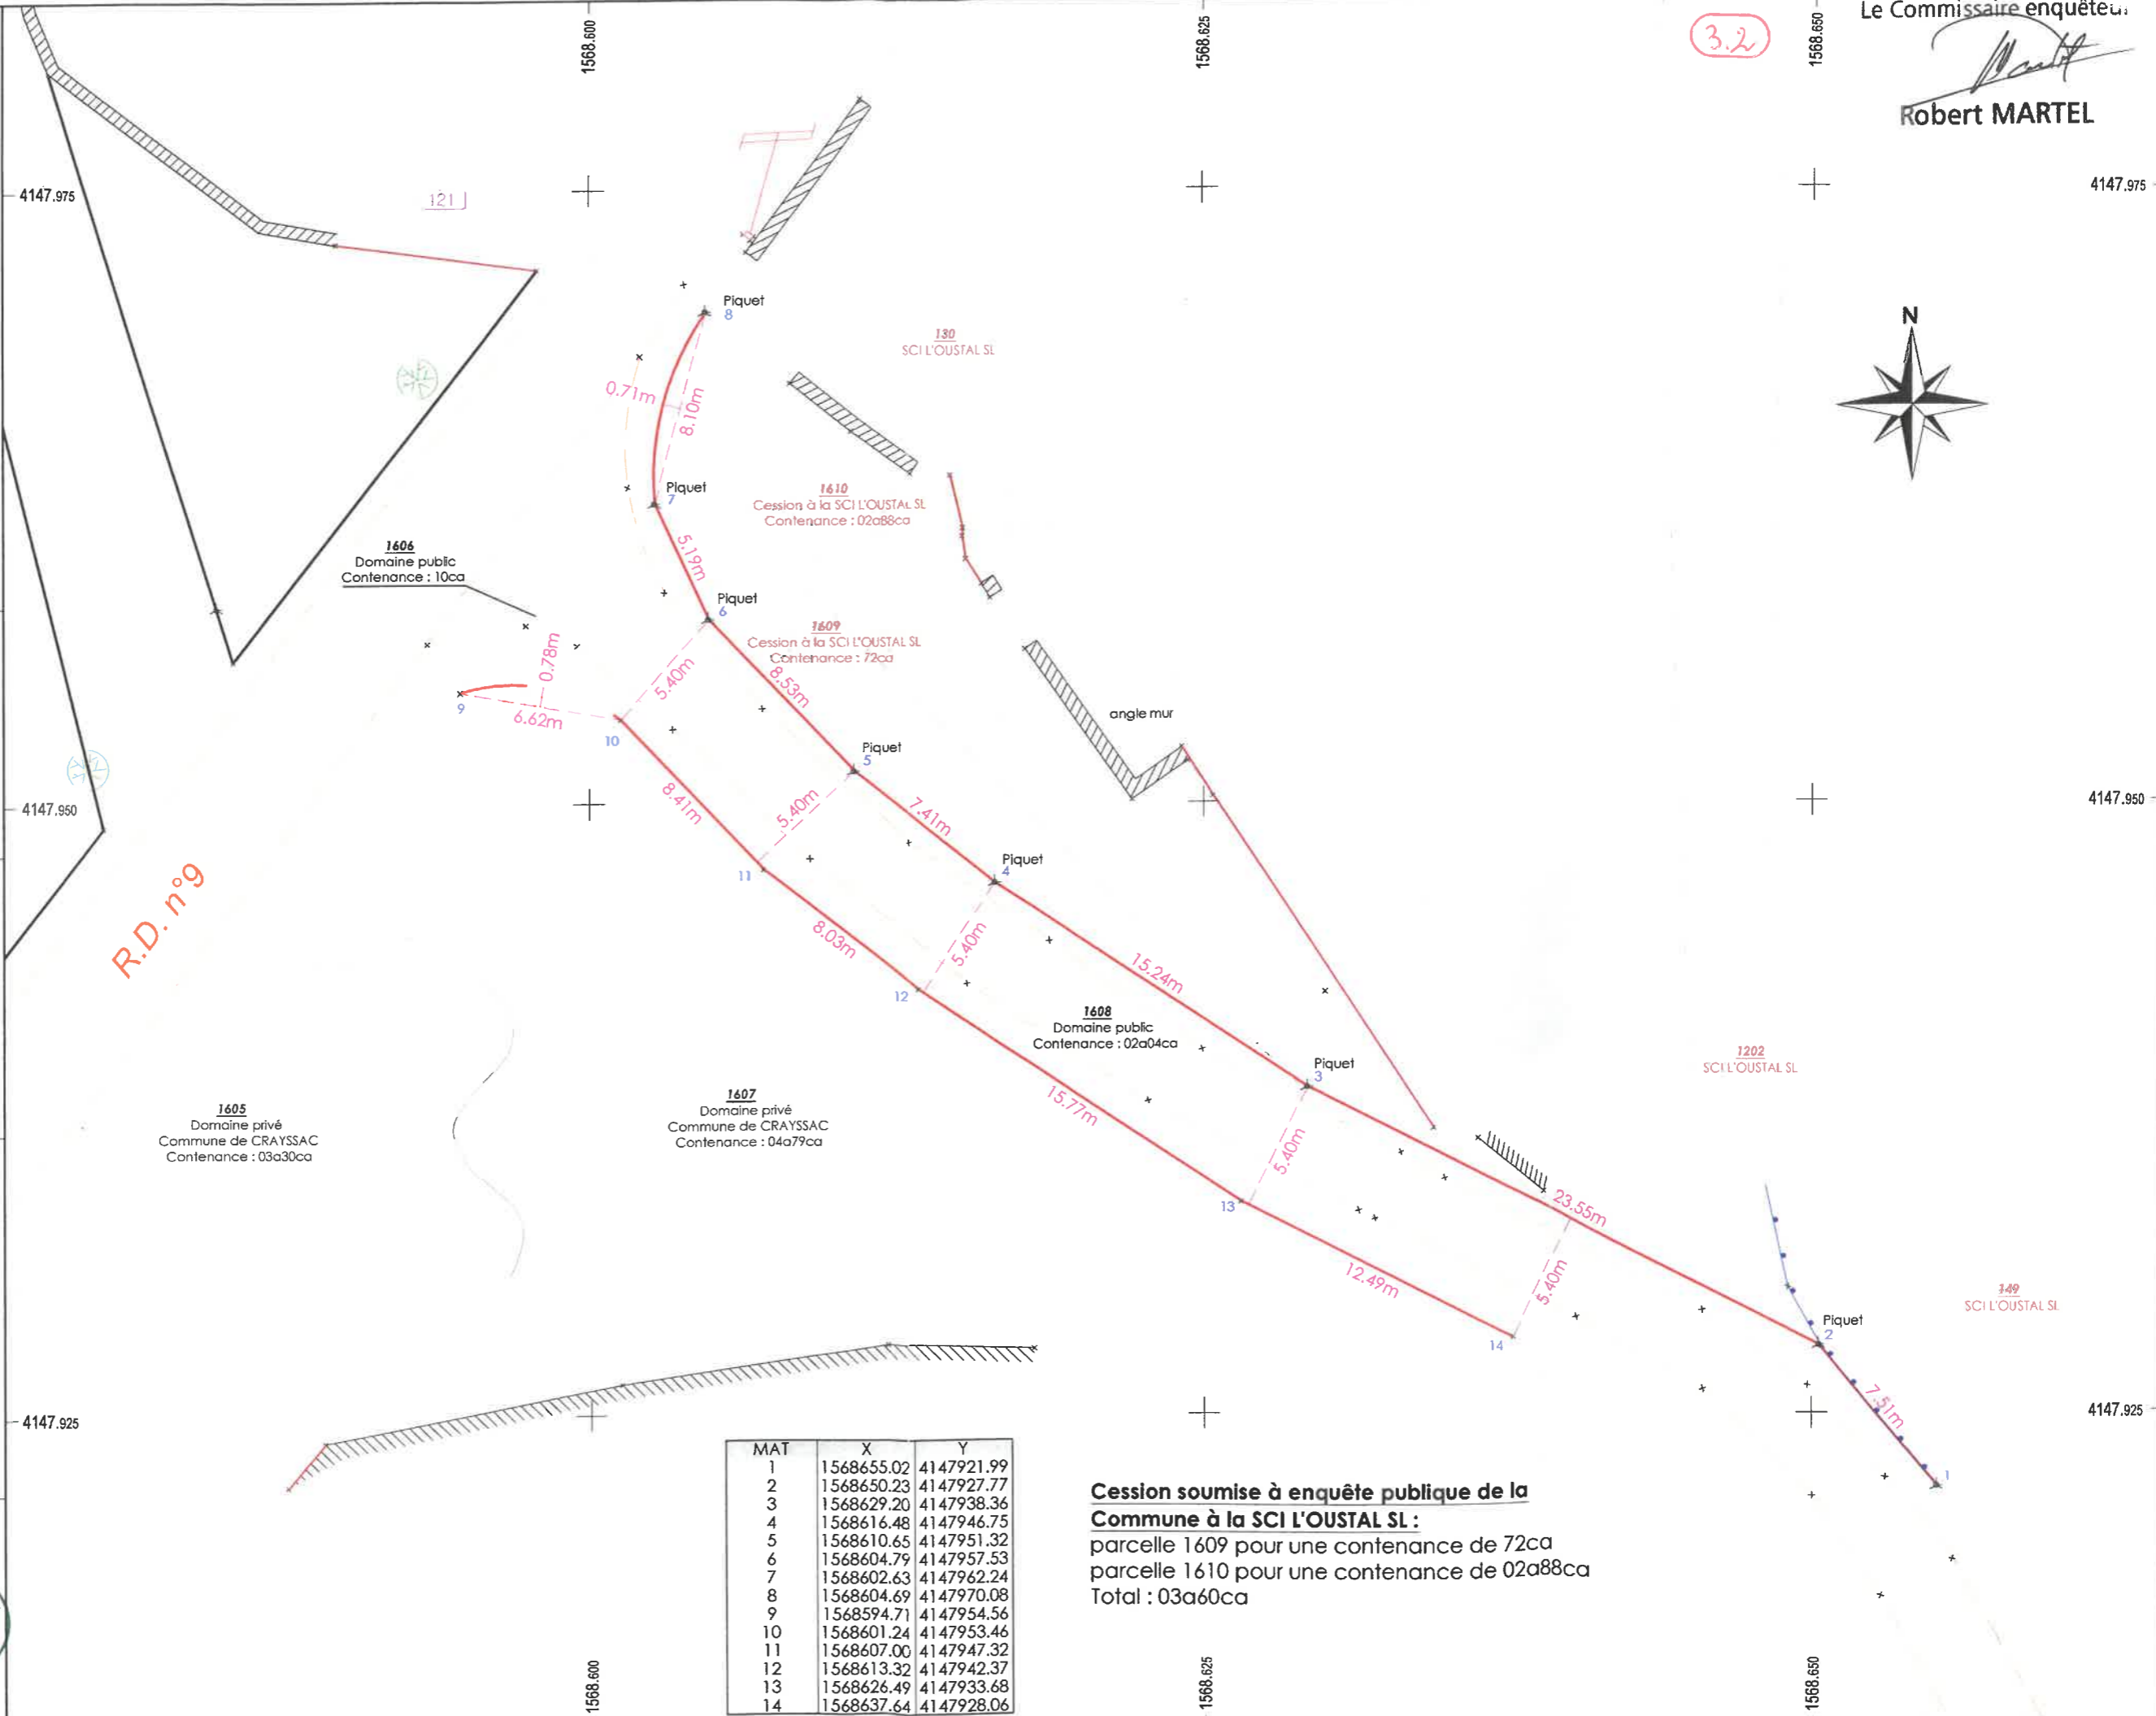 1568.600
1568.625
1568.650
3.2
Le Commissaire enquêteur
Robert MARTEL
4147.975
4147.975
121
N
Piquet
8
130
SCI L'OUSTAL SL
0.71m
8.10m
Piquet
7
1610
Cession à la SCI L'OUSTAL SL
Contenance : 02a88ca
5.19m
1606
Domaine public
Contenance : 10ca
Piquet
6
1609
Cession à la SCI L'OUSTAL SL
Contenance : 72ca
0.78m
5.40m
8.53m
9
6.62m
10
angle mur
Piquet
5
4147.950
4147.950
8.41m
5.40m
7.41m
Piquet
4
11
R.D. n°9
8.03m
5.40m
15.24m
12
1608
Domaine public
Contenance : 02a04ca
Piquet
3
1202
SCI L'OUSTAL SL
1605
Domaine privé
Commune de CRAYSSAC
Contenance : 03a30ca
1607
Domaine privé
Commune de CRAYSSAC
Contenance : 04a79ca
15.77m
5.40m
13
23.55m
12.49m
5.40m
149
SCI L'OUSTAL SL
Piquet
2
14
7.51m
1
4147.925
4147.925
MAT X Y
1 1568655.02 4147921.99
2 1568650.23 4147927.77
3 1568629.20 4147938.36
4 1568616.48 4147946.75
5 1568610.65 4147951.32
6 1568604.79 4147957.53
7 1568602.63 4147962.24
8 1568604.69 4147970.08
9 1568594.71 4147954.56
10 1568601.24 4147953.46
11 1568607.00 4147947.32
12 1568613.32 4147942.37
13 1568626.49 4147933.68
14 1568637.64 4147928.06
Cession soumise à enquête publique de la
Commune à la SCI L'OUSTAL SL :
parcelle 1609 pour une contenance de 72ca
parcelle 1610 pour une contenance de 02a88ca
Total : 03a60ca
1568.600
1568.625
1568.650